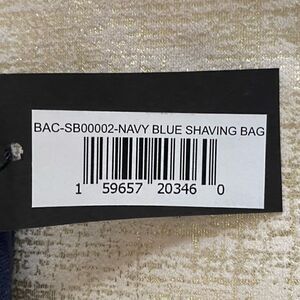 BAC-SB00002-NAVY BLUE SHAVING BAG
1 59657 20346 0